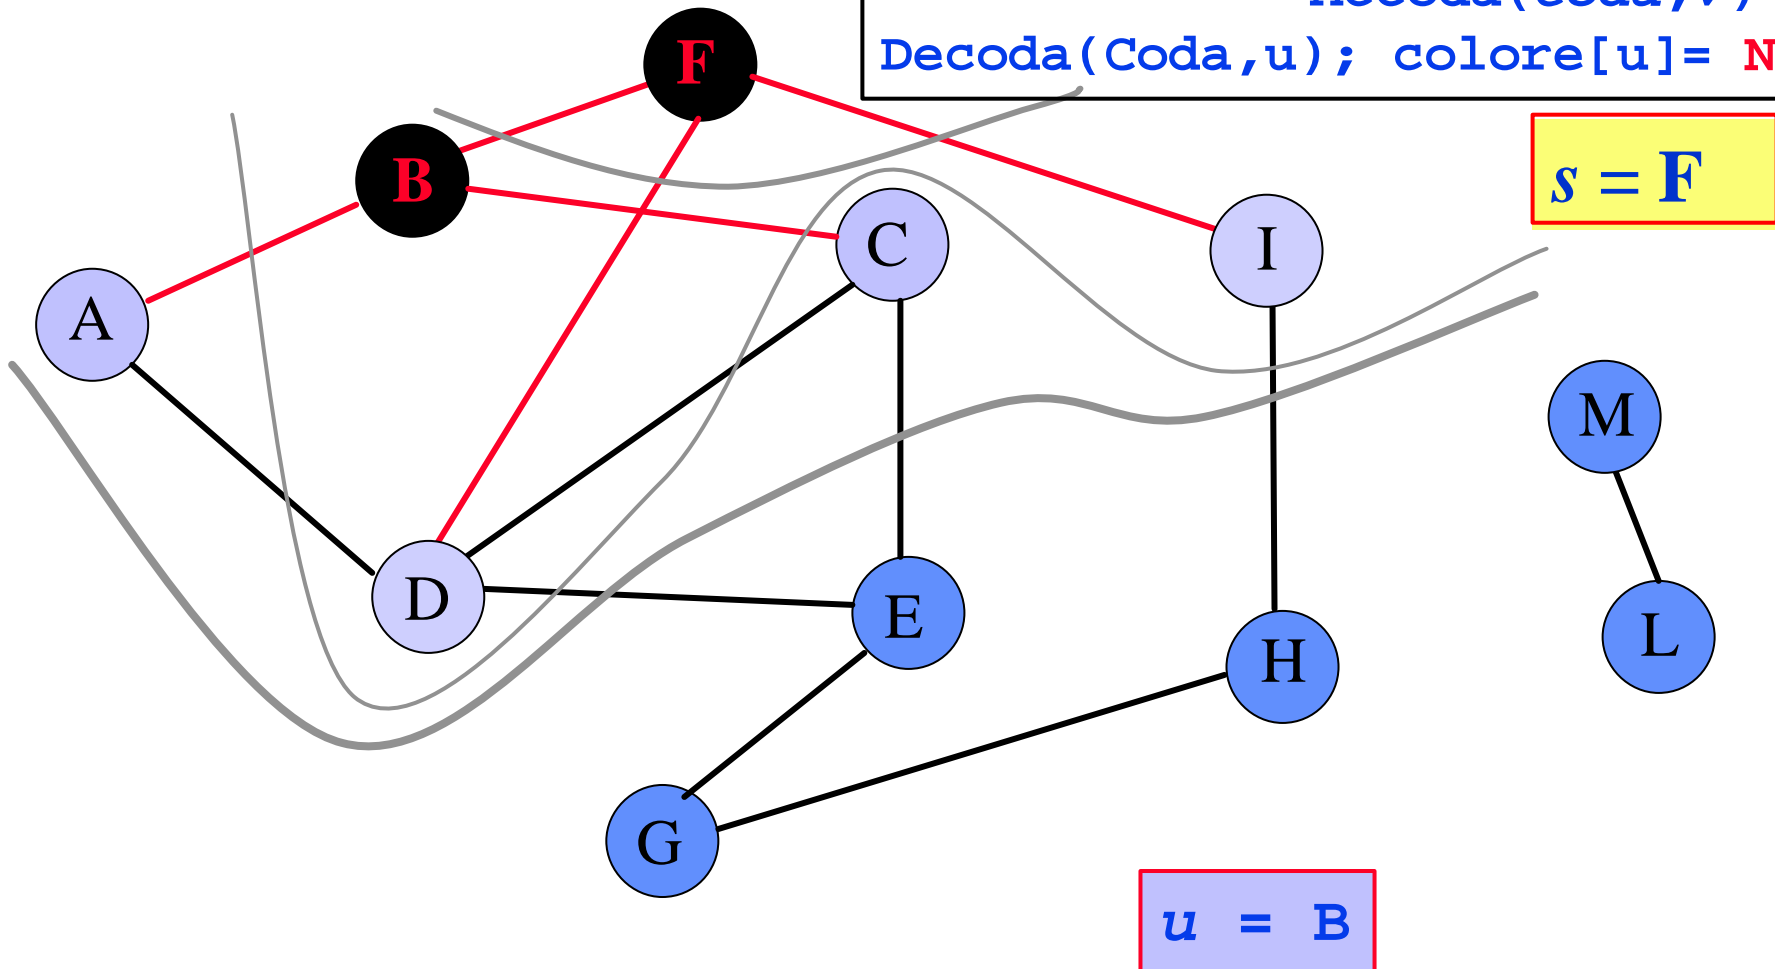 Decoda(Coda,u); colore[u]= N
F
B
s = F
C
I
A
M
D
E
H
L
G
u = B